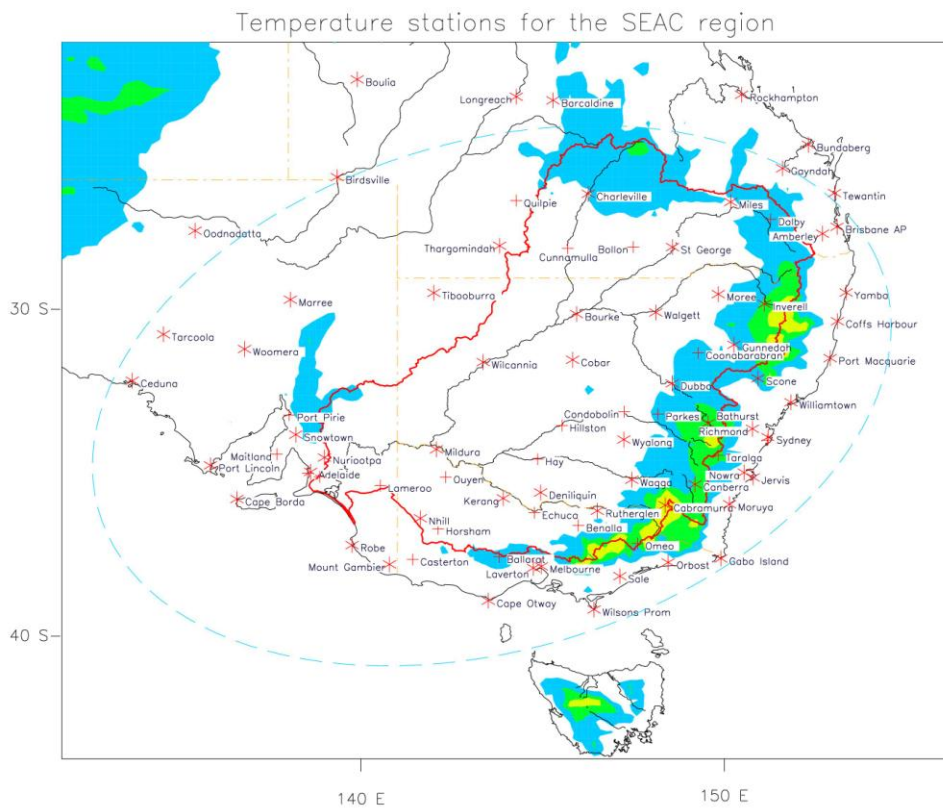 Temperature stations for the SEAC region
Boulia
Longreach
Barcaldine
Rockhampton
Bundaberg
Gayndah
Birdsville
Tewantin
Quilpie
Charleville
Miles
Dalby
Brisbane AP
Amberley
Oodnadatta
Thargomindah
Cunnamulla
Bollon
St George
Marree
Tibooburra
Moree
Inverell
Yamba
30 S
Bourke
Walgett
Coffs Harbour
Tarcoola
Woomera
Gunnedah
Coonabarabran
Port Macquarie
Wilcannia
Cobar
Ceduna
Dubbo
Scone
Williamtown
Port Pirie
Condobolin
Parkes
Bathurst
Snowtown
Hillston
Richmond
Wyalong
Sydney
Maitland
Nuriootpa
Mildura
Hay
Taralga
Port Lincoln
Adelaide
Ouyen
Wagga
Nowra
Jervis
Canberra
Cape Borda
Lameroo
Kerang
Deniliquin
Cabramurra
Moruya
Echuca
Rutherglen
Nhill
Horsham
Benalla
Robe
Omeo
Mount Gambier
Casterton
Ballarat
Laverton
Melbourne
Orbost
Gabo Island
Sale
Cape Otway
Wilsons Prom
40 S
140 E
150 E